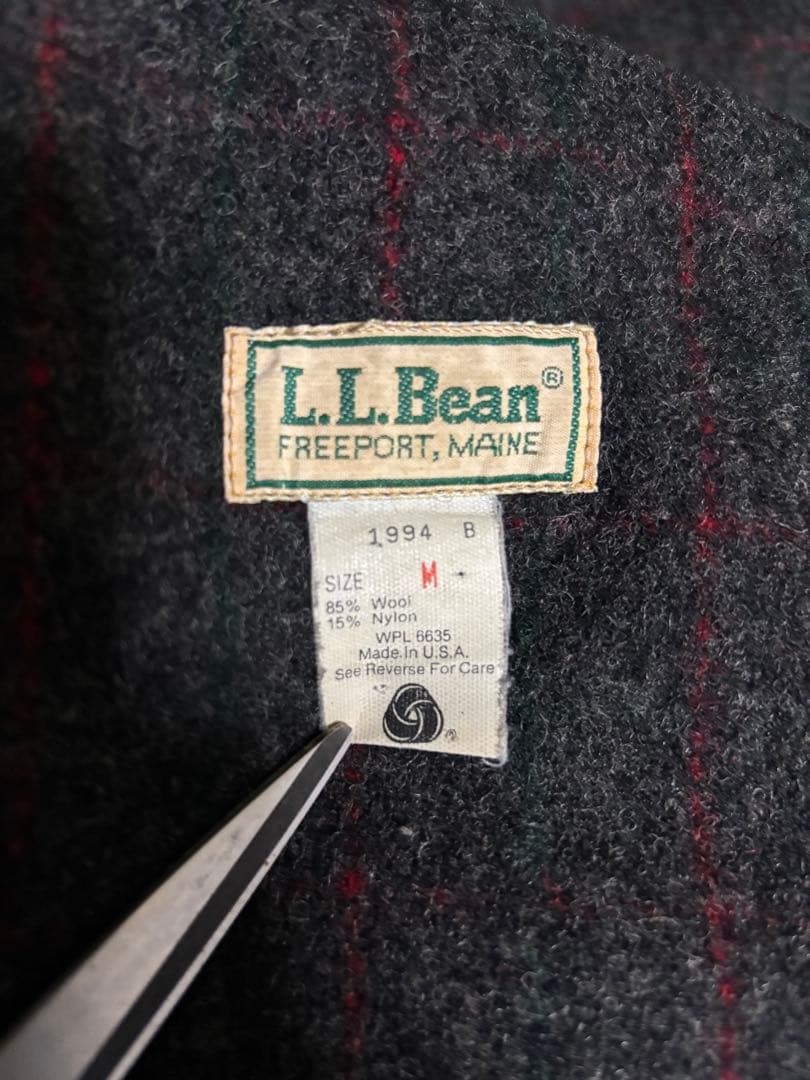 L.L.Bean®
FREEPORT, MAINE
1994 B
SIZE M
85% Wool
15% Nylon
WPL 6635
Made In U.S.A.
See Reverse For Care
®